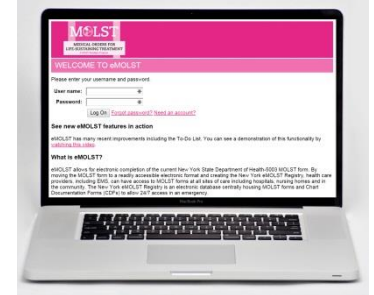 MOLST
MEDICAL ORDERS FOR
LIFE-SUSTAINING TREATMENT
WELCOME TO eMOLST
Please enter your username and password.
User name:
Password:
Log On Forgot password? Need an account?
See new eMOLST features in action
eMOLST has many recent improvements including the To-Do List. You can see a demonstration of this functionality by
watching this video.
What is eMOLST?
eMOLST allows for electronic completion of the current New York State Department of Health-5003 MOLST form. By
moving the MOLST form to a readily accessible electronic format and creating the New York eMOLST Registry, health care
providers, including EMS, can have access to MOLST forms at all sites of care including hospitals, nursing homes and in
the community. The New York eMOLST Registry is an electronic database centrally housing MOLST forms and Chart
Documentation Forms (CDFs) to allow 24/7 access in an emergency.
MacBook Pro